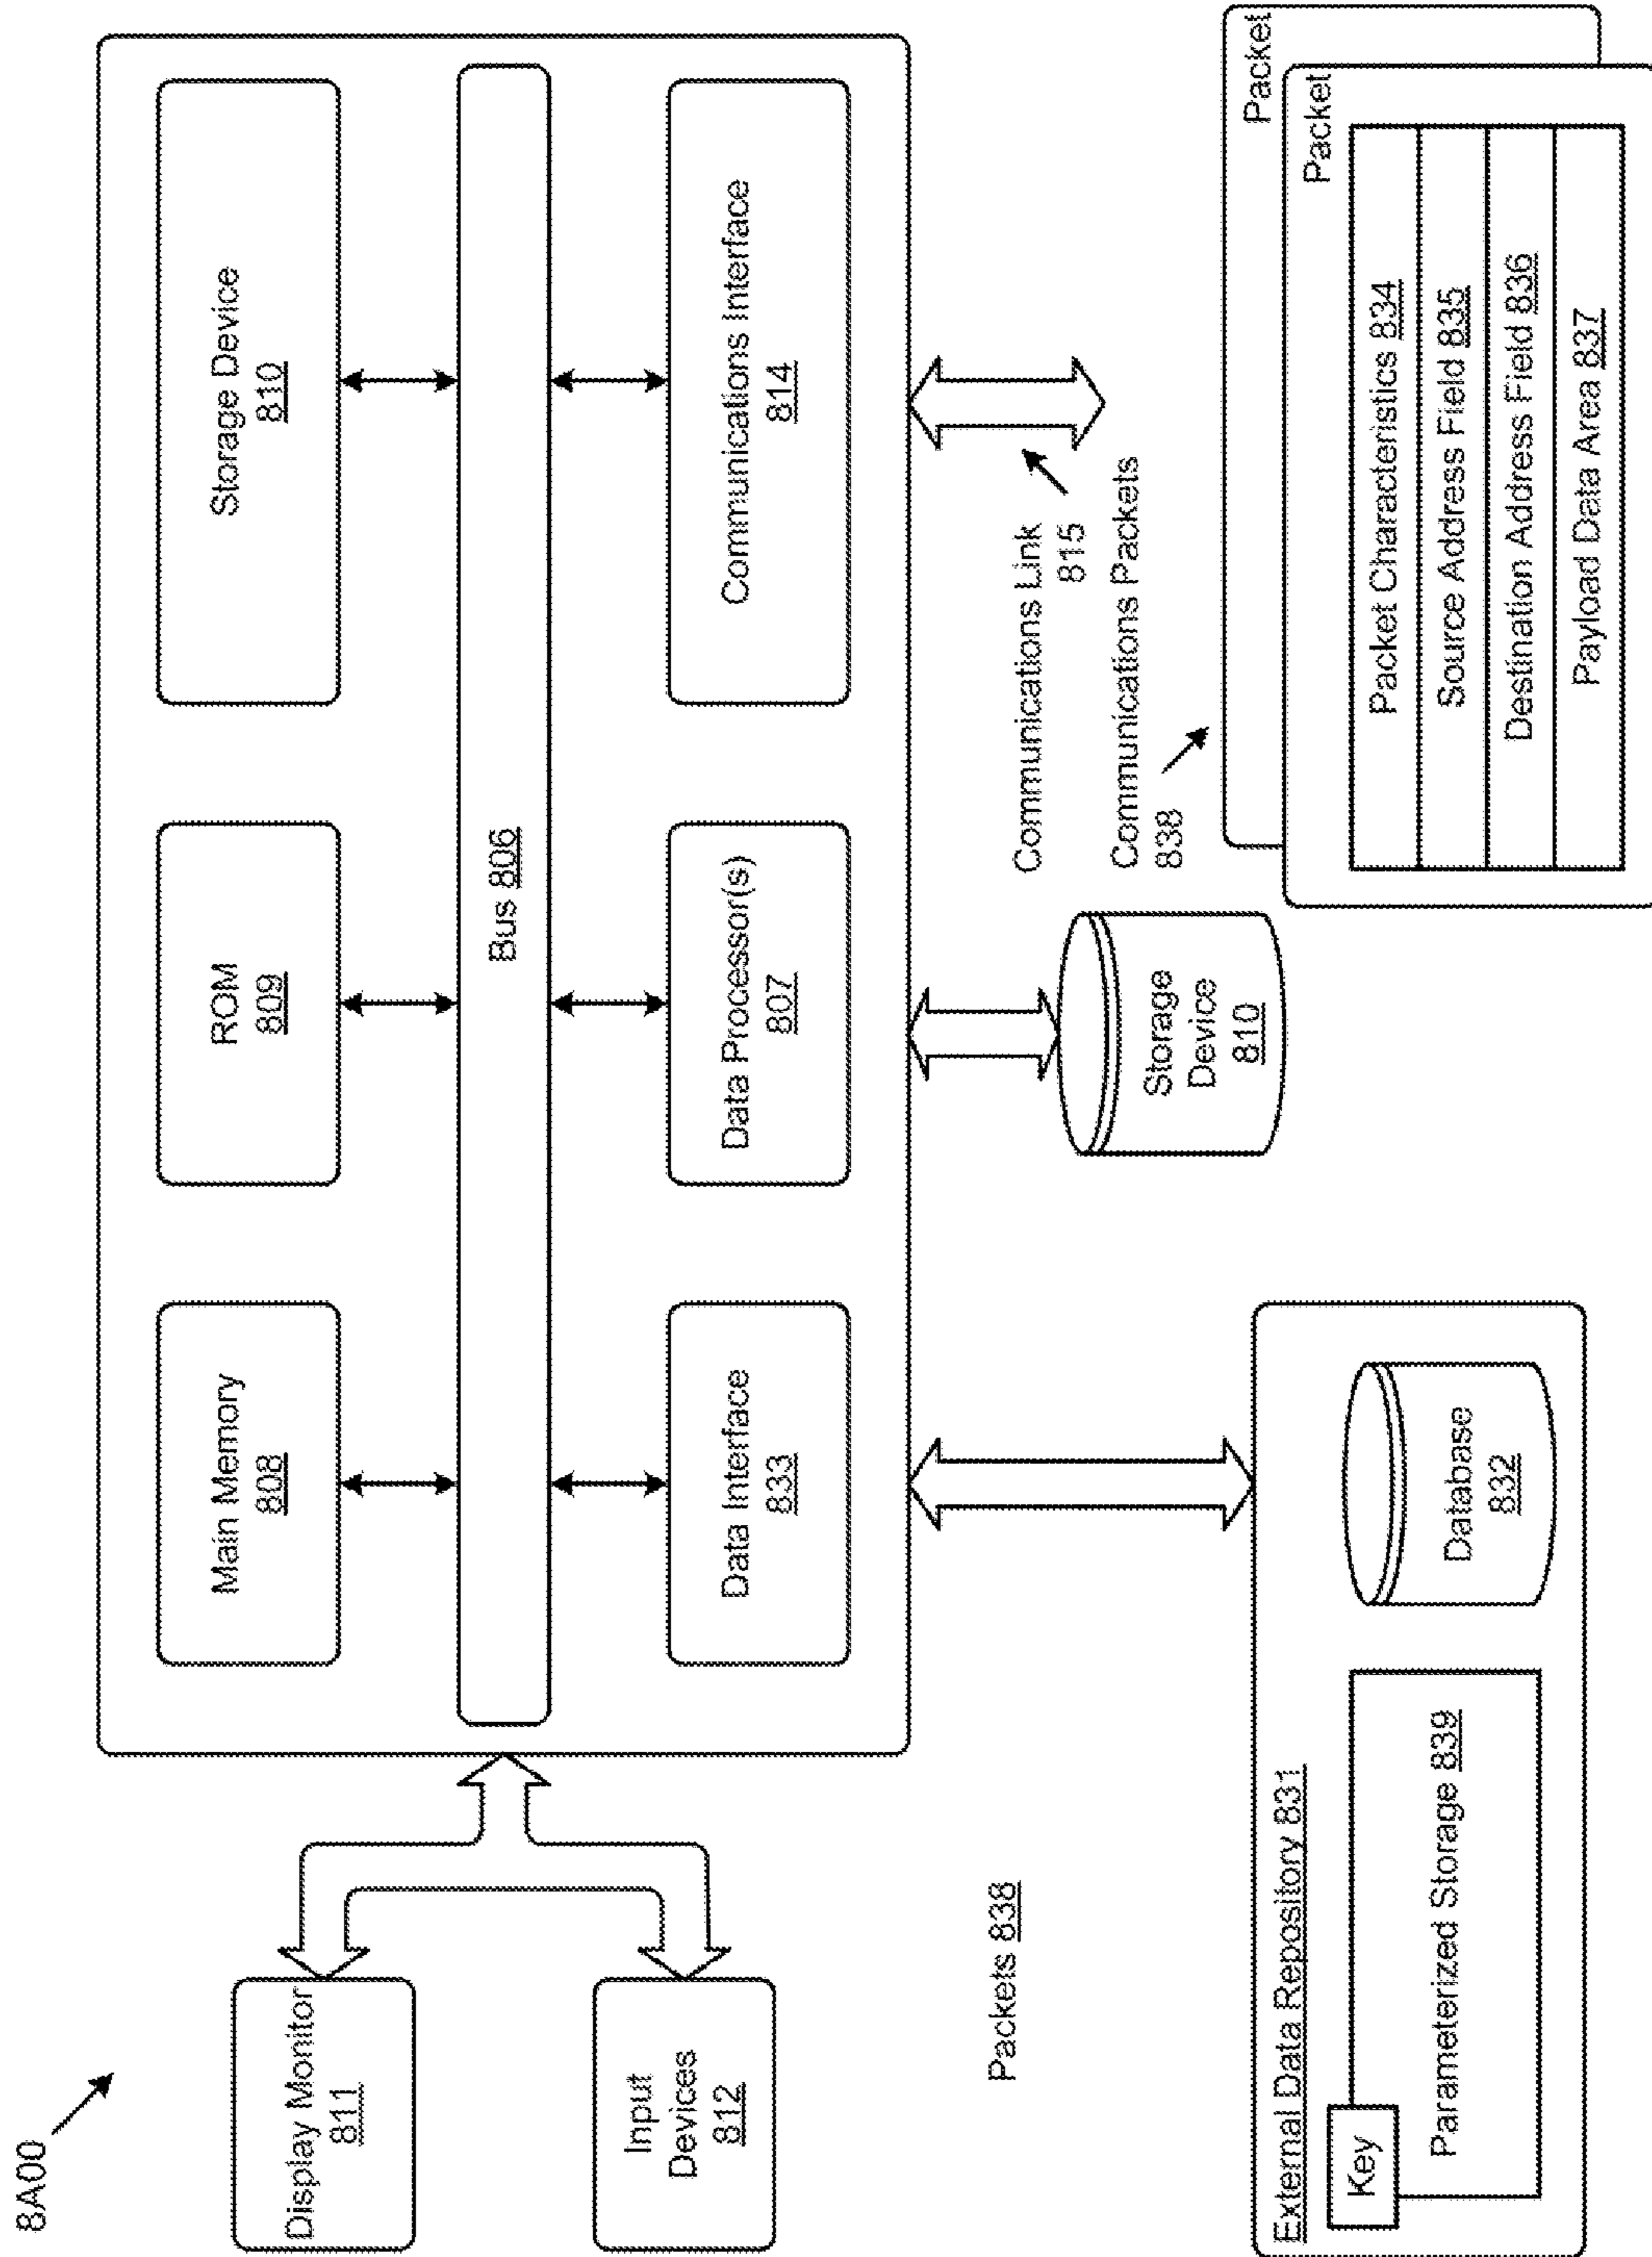 8A00
Display Monitor
811
Input
Devices
812
Main Memory
808
ROM
809
Storage Device
810
Bus 806
Data Interface
833
Data Processor(s)
807
Communications Interface
814
Communications Link
815
Communications Packets
838
Packets 838
Storage
Device
810
External Data Repository 831
Key
Parameterized Storage 839
Database
832
Packet
Packet
Packet Characteristics 834
Source Address Field 835
Destination Address Field 836
Payload Data Area 837